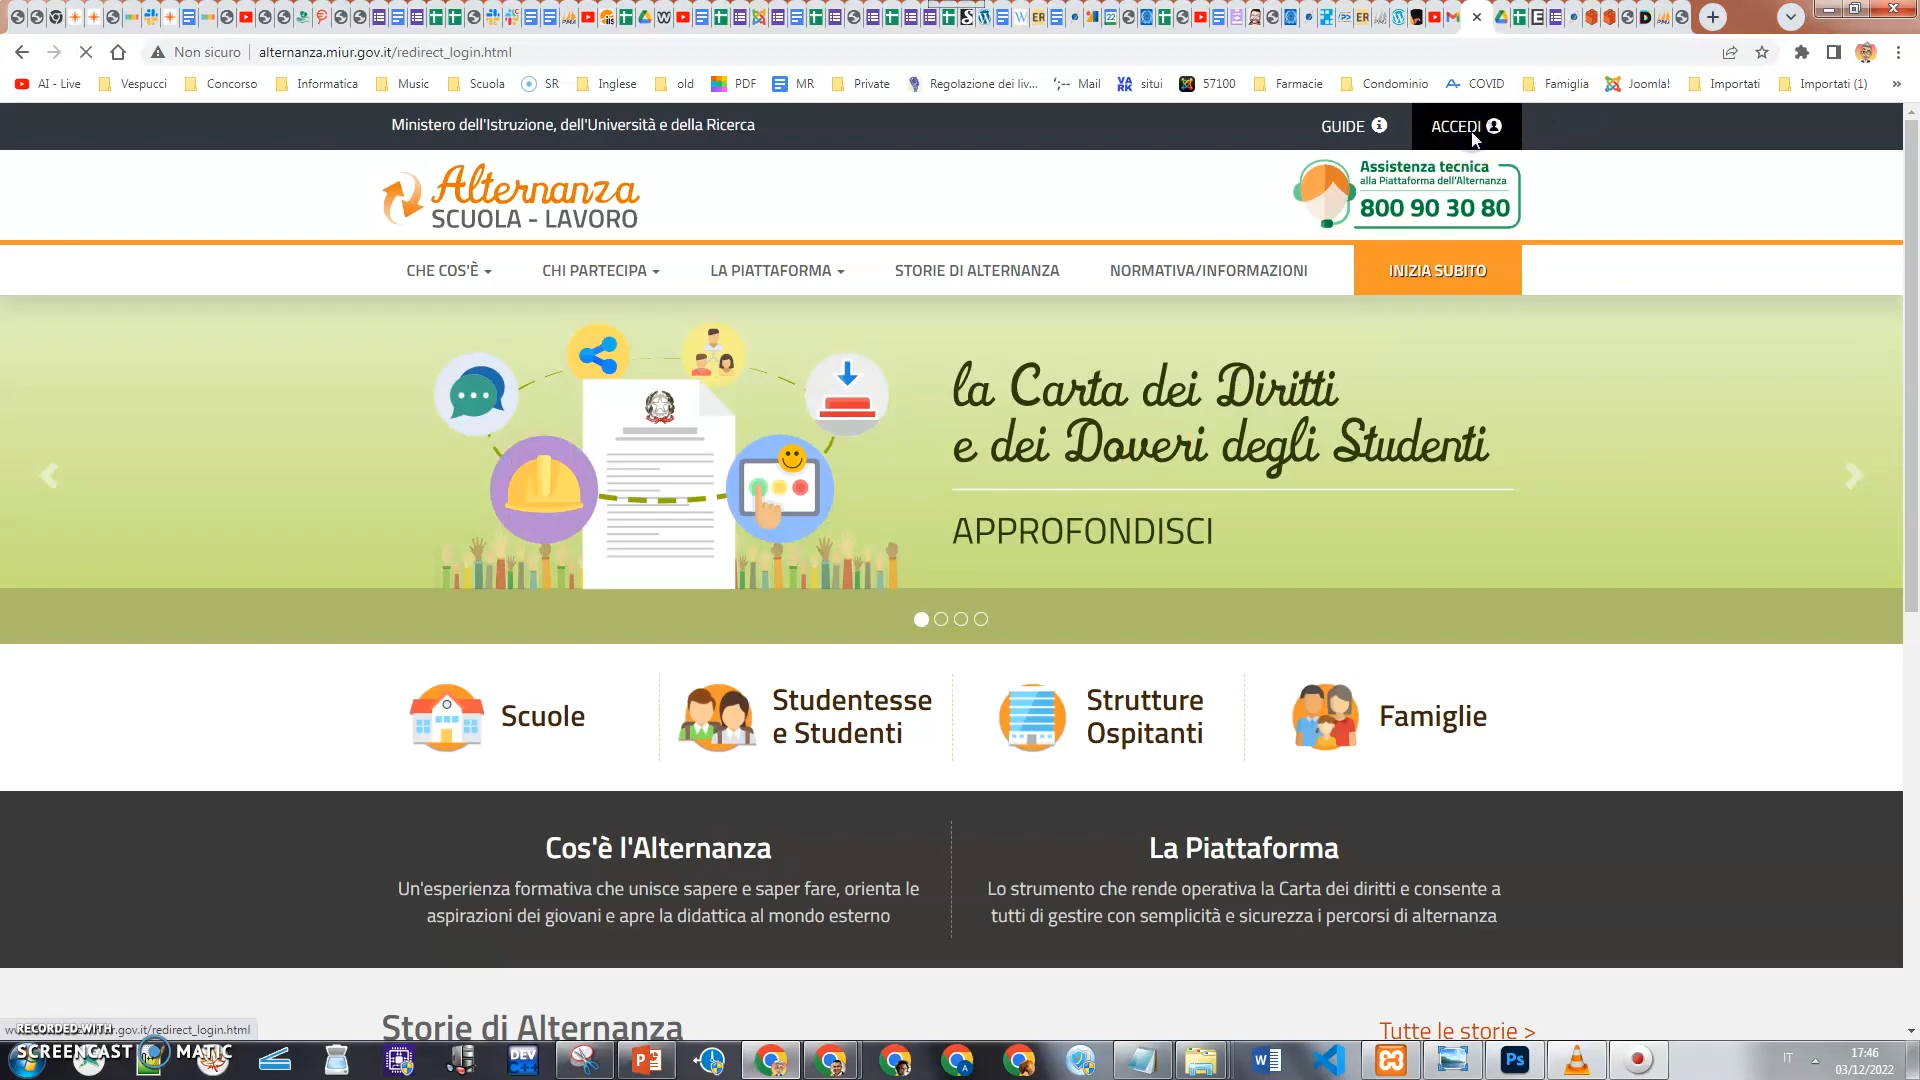 Non sicuro
alternanza.miur.gov.it/redirect_login.html
AI - Live
Vespucci
Concorso
Informatica
Music
Scuola
SR
Inglese
old
PDF
MR
Private
Regolazione dei liv...
Mail
situi
57100
Farmacie
Condominio
COVID
Famiglia
Joomla!
Importati
Importati (1)
»
Ministero dell'Istruzione, dell'Università e della Ricerca
GUIDE
ACCEDI
Alternanza
SCUOLA - LAVORO
Assistenza tecnica
alla Piattaforma dell'Alternanza
800 90 30 80
CHE COS'È
CHI PARTECIPA
LA PIATTAFORMA
STORIE DI ALTERNANZA
NORMATIVA/INFORMAZIONI
INIZIA SUBITO
la Carta dei Diritti
e dei Doveri degli Studenti
APPROFONDISCI
Scuole
Studentesse
e Studenti
Strutture
Ospitanti
Famiglie
Cos'è l'Alternanza
Un'esperienza formativa che unisce sapere e saper fare, orienta le
aspirazioni dei giovani e apre la didattica al mondo esterno
La Piattaforma
Lo strumento che rende operativa la Carta dei diritti e consente a
tutti di gestire con semplicità e sicurezza i percorsi di alternanza
Storie di Alternanza
Tutte le storie >
.gov.it/redirect_login.html
RECORDED WITH
SCREENCAST MATIC
DEV
Ps
IT
17:46
03/12/2022